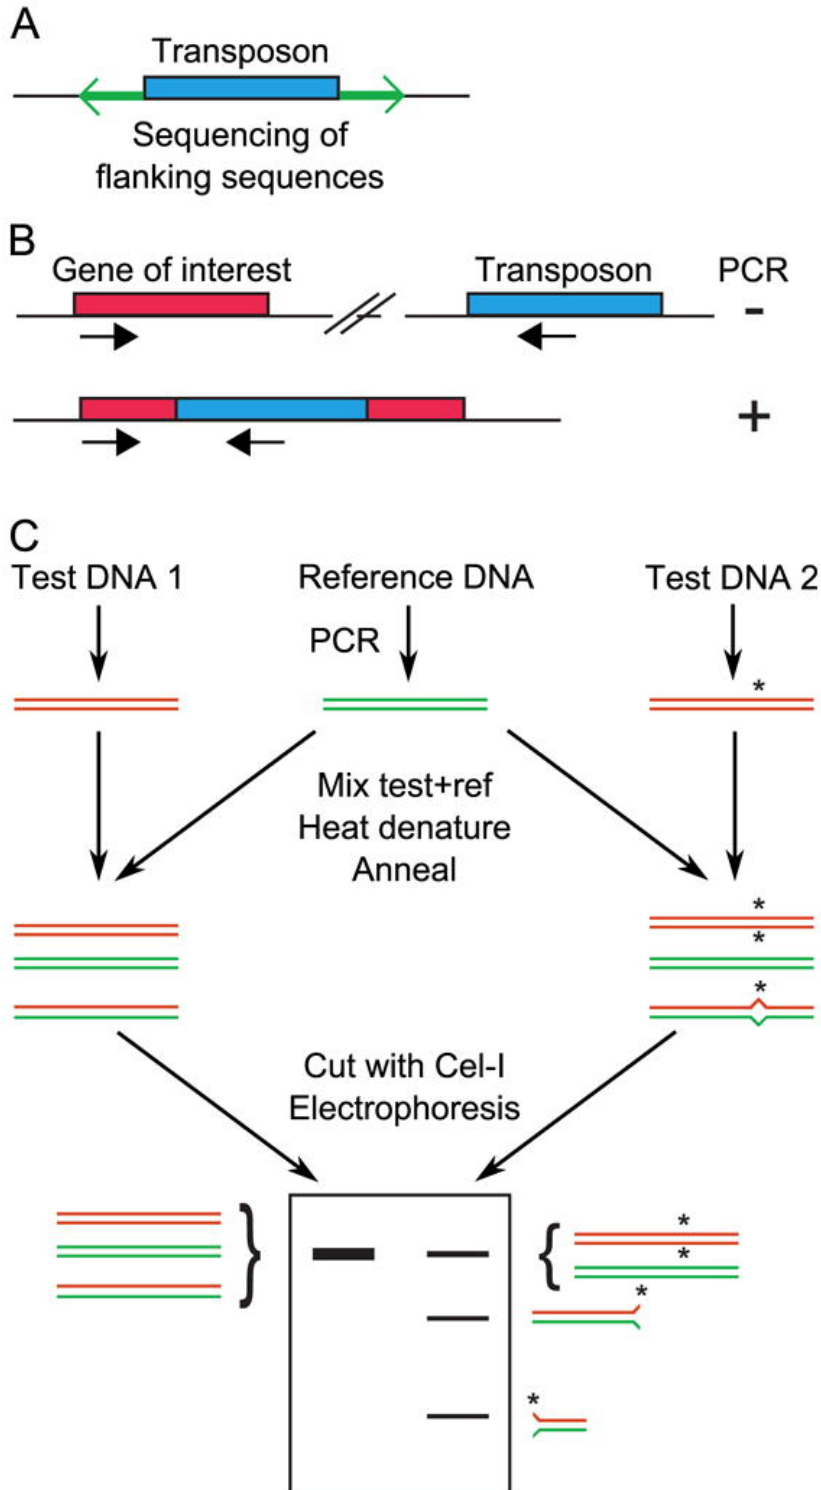 A
Transposon
Sequencing of
flanking sequences
B
Gene of interest
Transposon
PCR
-
+
C
Test DNA 1
Reference DNA
Test DNA 2
PCR
*
Mix test+ref
Heat denature
Anneal
*
*
*
Cut with Cel-I
Electrophoresis
}
{
*
*
*
*